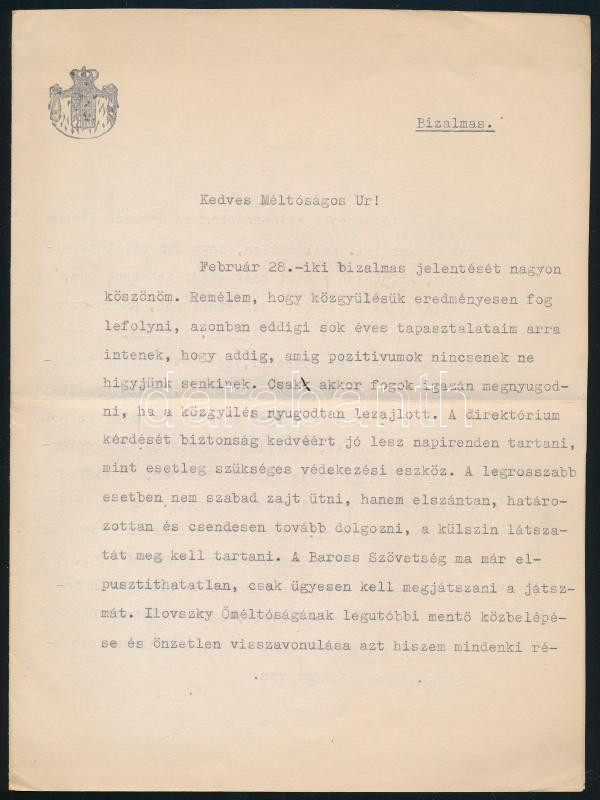 Bizalmas.
Kedves Méltóságos Ur!
Február 28.-iki bizalmas jelentését nagyon
köszönöm. Remélem, hogy közgyülésük eredményesen fog
lefolyni, azonban eddigi sok éves tapasztalataim arra
intenek, hogy addig, amig pozitivumok nincsenek ne
higyjünk senkinek. Csak akkor fogok igazán megnyugod-
ni, ha a közgyülés nyugodtan lezajlott. A direktórium
kérdését biztonság kedvéért jó lesz napirenden tartani,
mint esetleg szükséges védekezési eszköz. A legrosszabb
esetben nem szabad zajt ütni, hanem elszántan, határo-
zottan és csendesen tovább dolgozni, a külszin látsza-
tát meg kell tartani. A Baross Szövetség ma már el-
pusztithatatlan, csak ügyesen kell megjátszani a játsz-
mát. Ilovszky Öméltóságának legutóbbi mentő közbelépé-
se és önzetlen visszavonulása azt hiszem mindenki ré-
darabanth